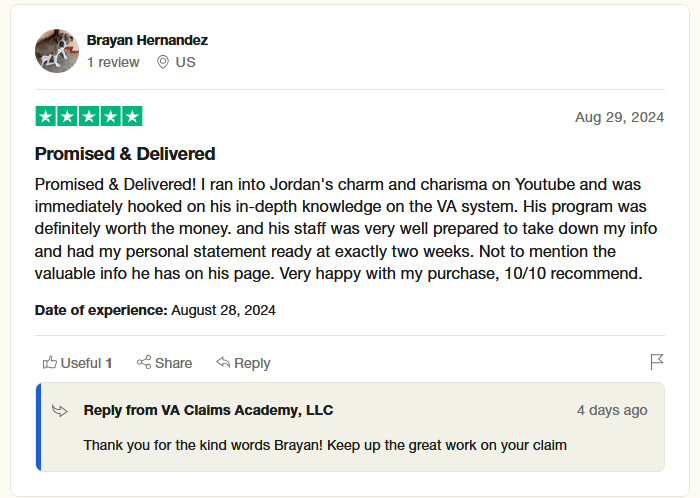 Brayan Hernandez
1 review US
Aug 29, 2024
Promised & Delivered
Promised & Delivered! I ran into Jordan's charm and charisma on Youtube and was
immediately hooked on his in-depth knowledge on the VA system. His program was
definitely worth the money. and his staff was very well prepared to take down my info
and had my personal statement ready at exactly two weeks. Not to mention the
valuable info he has on his page. Very happy with my purchase, 10/10 recommend.
Date of experience: August 28, 2024
Useful 1 Share Reply
Reply from VA Claims Academy, LLC 4 days ago
Thank you for the kind words Brayan! Keep up the great work on your claim